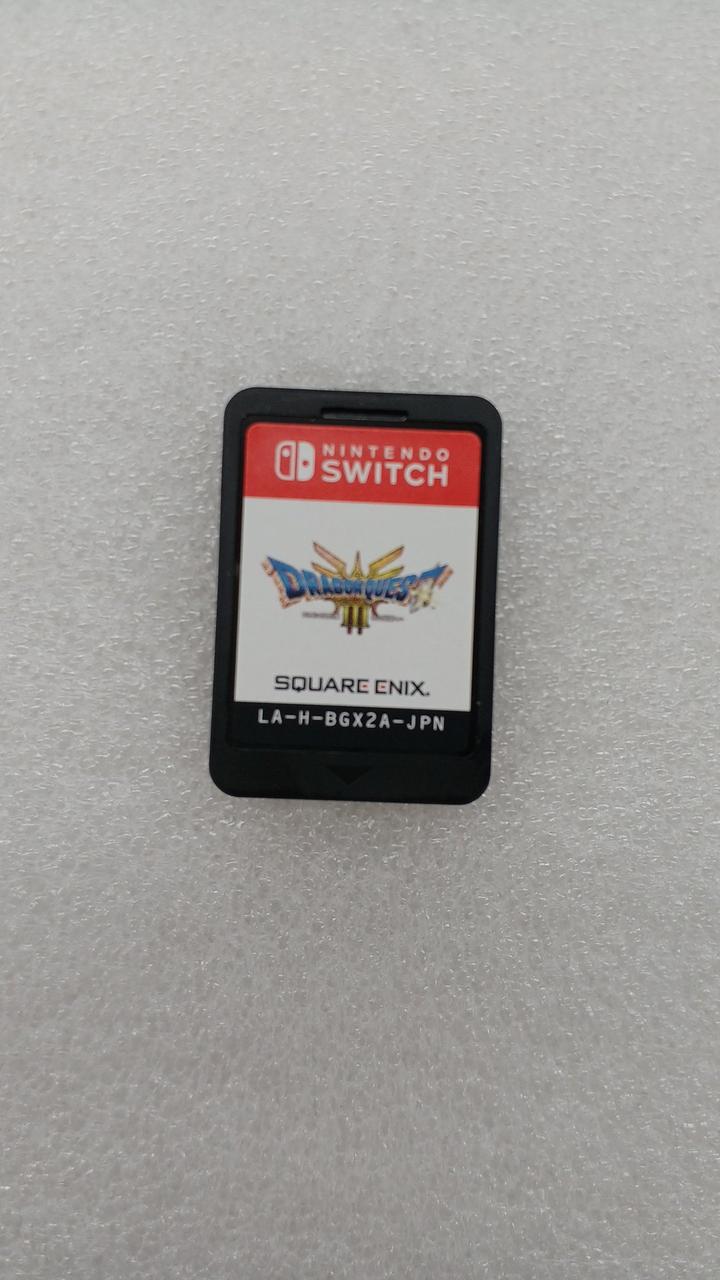 NINTENDO
SWITCH
DRAGON QUEST
III
SQUARE ENIX.
LA-H-BGX2A-JPN